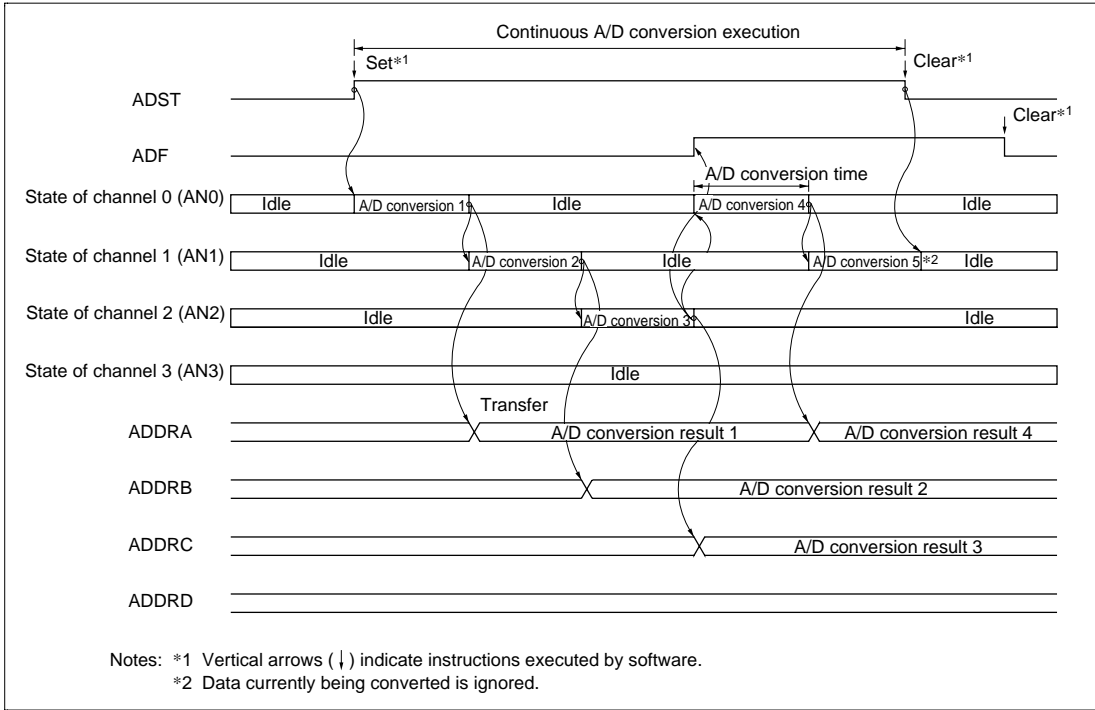 Continuous A/D conversion execution
Set*1
Clear*1
ADST
Clear*1
ADF
A/D conversion time
State of channel 0 (AN0)
Idle
A/D conversion 1
Idle
A/D conversion 4
Idle
State of channel 1 (AN1)
Idle
A/D conversion 2
Idle
A/D conversion 5
*2
Idle
State of channel 2 (AN2)
Idle
A/D conversion 3
Idle
State of channel 3 (AN3)
Idle
Transfer
ADDRA
A/D conversion result 1
A/D conversion result 4
ADDRB
A/D conversion result 2
ADDRC
A/D conversion result 3
ADDRD
Notes: *1 Vertical arrows (↓) indicate instructions executed by software.
*2 Data currently being converted is ignored.